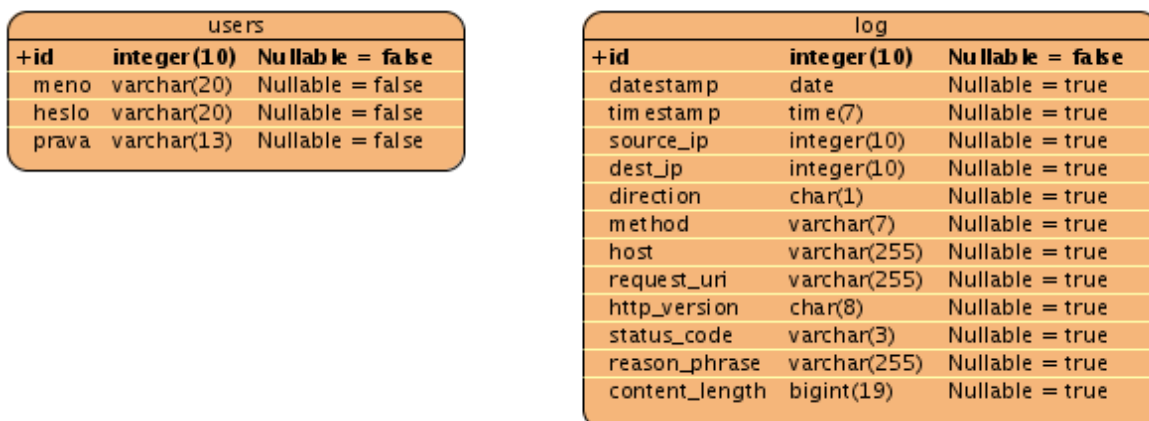 users
+id integer(10) Nullable = false
meno varchar(20) Nullable = false
heslo varchar(20) Nullable = false
prava varchar(13) Nullable = false
log
+id integer(10) Nullable = false
datestamp date Nullable = true
timestamp time(7) Nullable = true
source_ip integer(10) Nullable = true
dest_ip integer(10) Nullable = true
direction char(1) Nullable = true
method varchar(7) Nullable = true
host varchar(255) Nullable = true
request_uri varchar(255) Nullable = true
http_version char(8) Nullable = true
status_code varchar(3) Nullable = true
reason_phrase varchar(255) Nullable = true
content_length bigint(19) Nullable = true